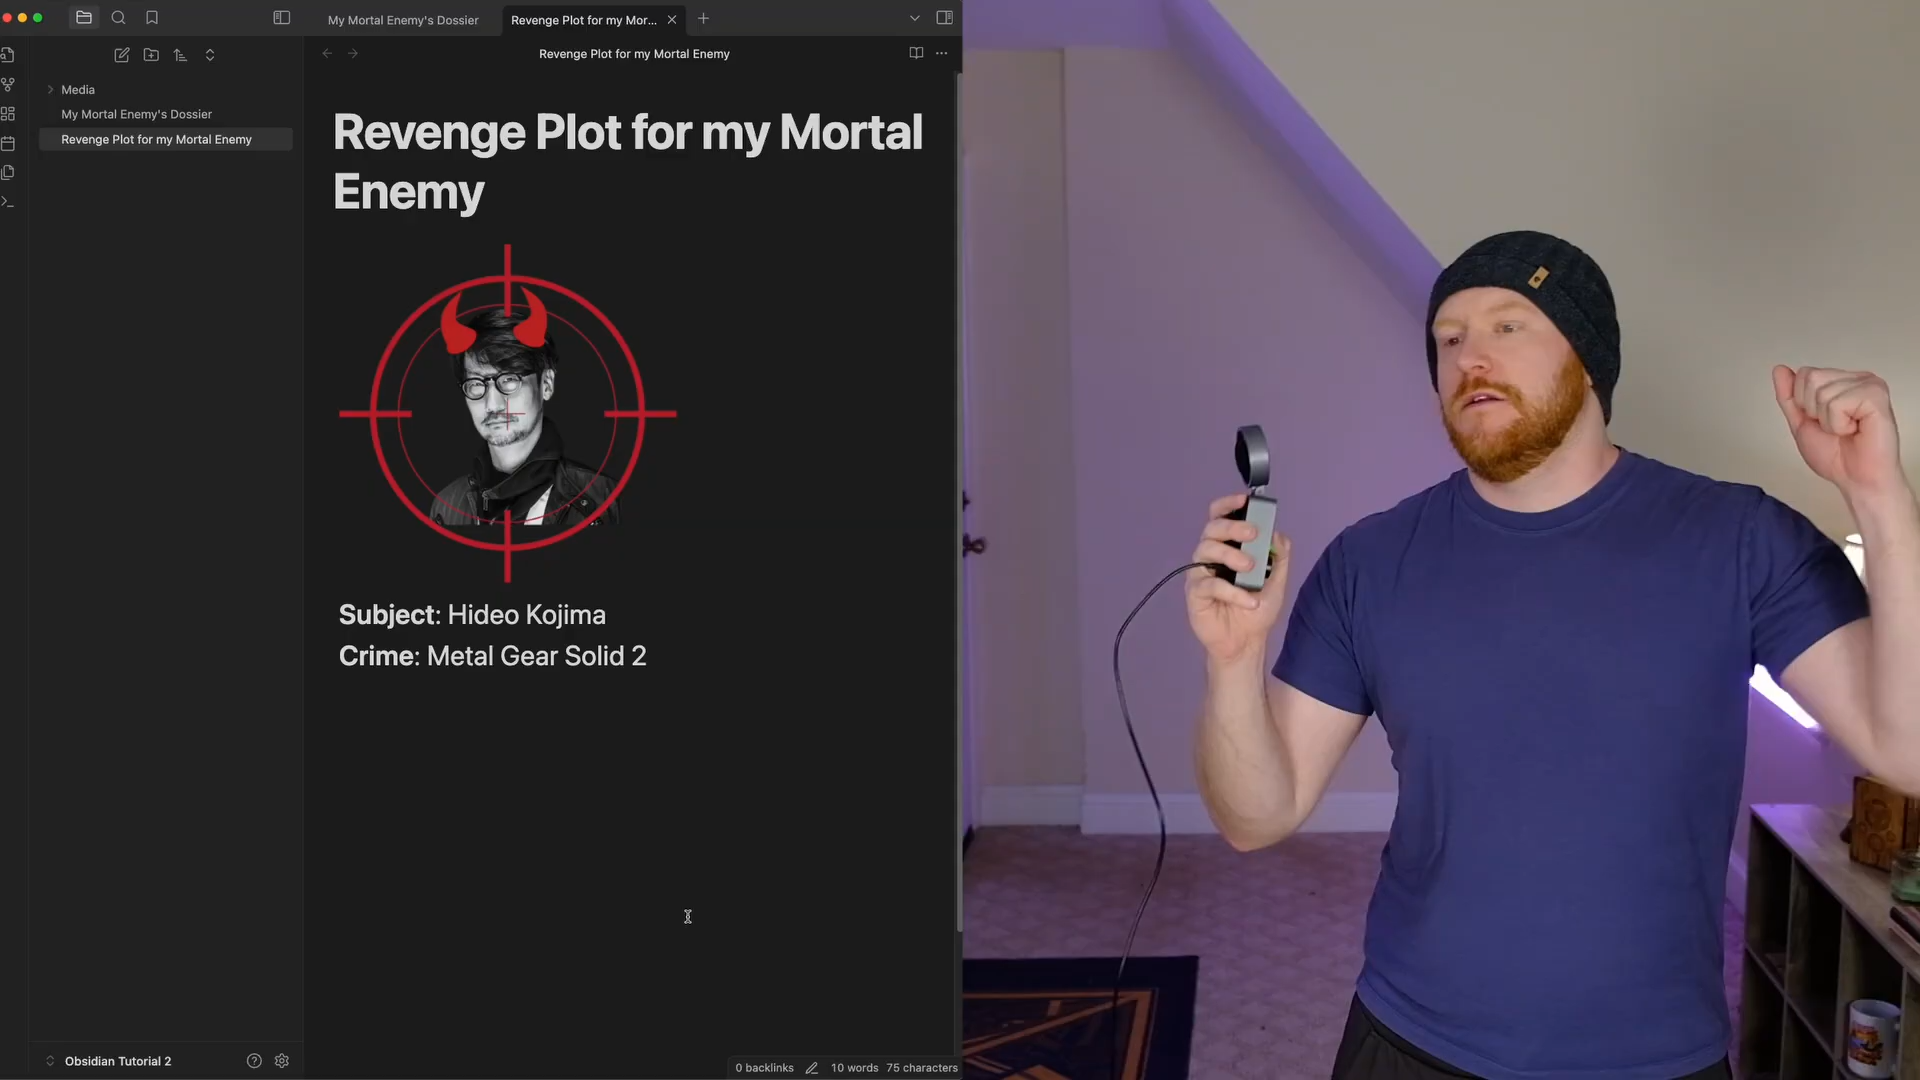 My Mortal Enemy's Dossier
Revenge Plot for my Mor...
Revenge Plot for my Mortal Enemy
Media
My Mortal Enemy's Dossier
Revenge Plot for my Mortal Enemy
Revenge Plot for my Mortal
Enemy
Subject: Hideo Kojima
Crime: Metal Gear Solid 2
Obsidian Tutorial 2
0 backlinks
10 words
75 characters